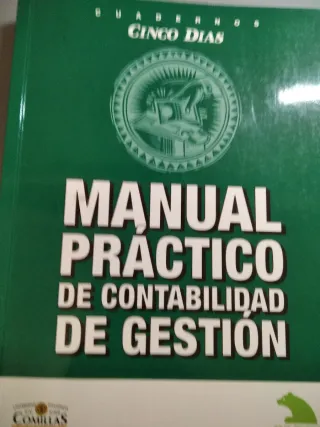 CUADERNOS
CINCO DIAS
MANUAL
PRÁCTICO
DE CONTABILIDAD
DE GESTIÓN
COMILLAS